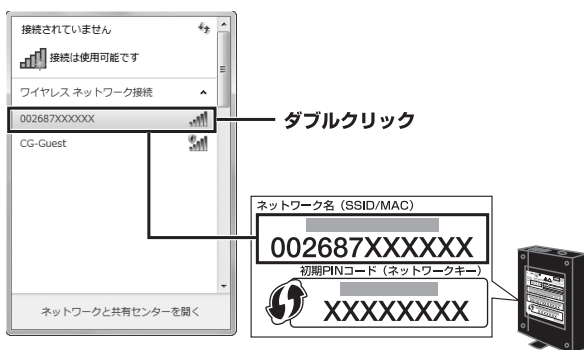 接続されていません
接続は使用可能です
ワイヤレス ネットワーク接続
002687XXXXXX
CG-Guest
ネットワークと共有センターを開く
ダブルクリック
ネットワーク名（SSID/MAC）
002687XXXXXX
初期PINコード（ネットワークキー）
XXXXXXXX